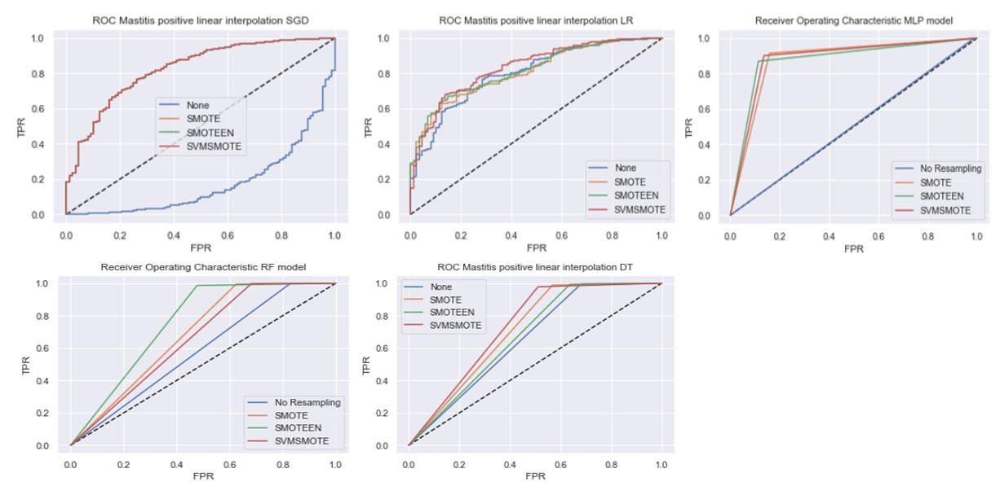 ROC Mastitis positive linear interpolation SGD
1.0
0.8
0.6
0.4
0.2
0.0
TPR
None
SMOTE
SMOTEEN
SVMSMOTE
0.0 0.2 0.4 0.6 0.8 1.0
FPR
ROC Mastitis positive linear interpolation LR
1.0
0.8
0.6
0.4
0.2
0.0
TPR
None
SMOTE
SMOTEEN
SVMSMOTE
0.0 0.2 0.4 0.6 0.8 1.0
FPR
Receiver Operating Characteristic MLP model
1.0
0.8
0.6
0.4
0.2
0.0
TPR
No Resampling
SMOTE
SMOTEEN
SVMSMOTE
0.0 0.2 0.4 0.6 0.8 1.0
FPR
Receiver Operating Characteristic RF model
1.0
0.8
0.6
0.4
0.2
0.0
TPR
No Resampling
SMOTE
SMOTEEN
SVMSMOTE
0.0 0.2 0.4 0.6 0.8 1.0
FPR
ROC Mastitis positive linear interpolation DT
1.0
0.8
0.6
0.4
0.2
0.0
TPR
None
SMOTE
SMOTEEN
SVMSMOTE
0.0 0.2 0.4 0.6 0.8 1.0
FPR